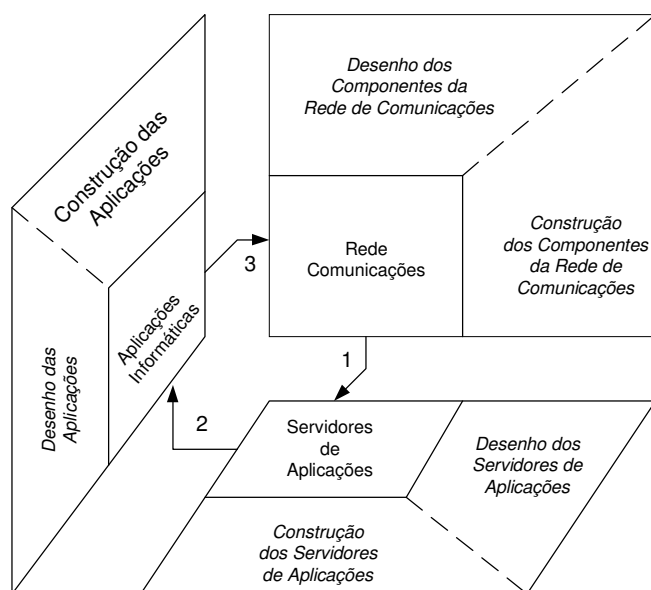 Construção das
Aplicações
Desenho das
Aplicações
Aplicações
Informáticas
3
Desenho dos
Componentes da
Rede de Comunicações
Rede
Comunicações
Construção
dos Componentes
da Rede de
Comunicações
1
2
Servidores
de
Aplicações
Desenho dos
Servidores de
Aplicações
Construção
dos Servidores
de Aplicações